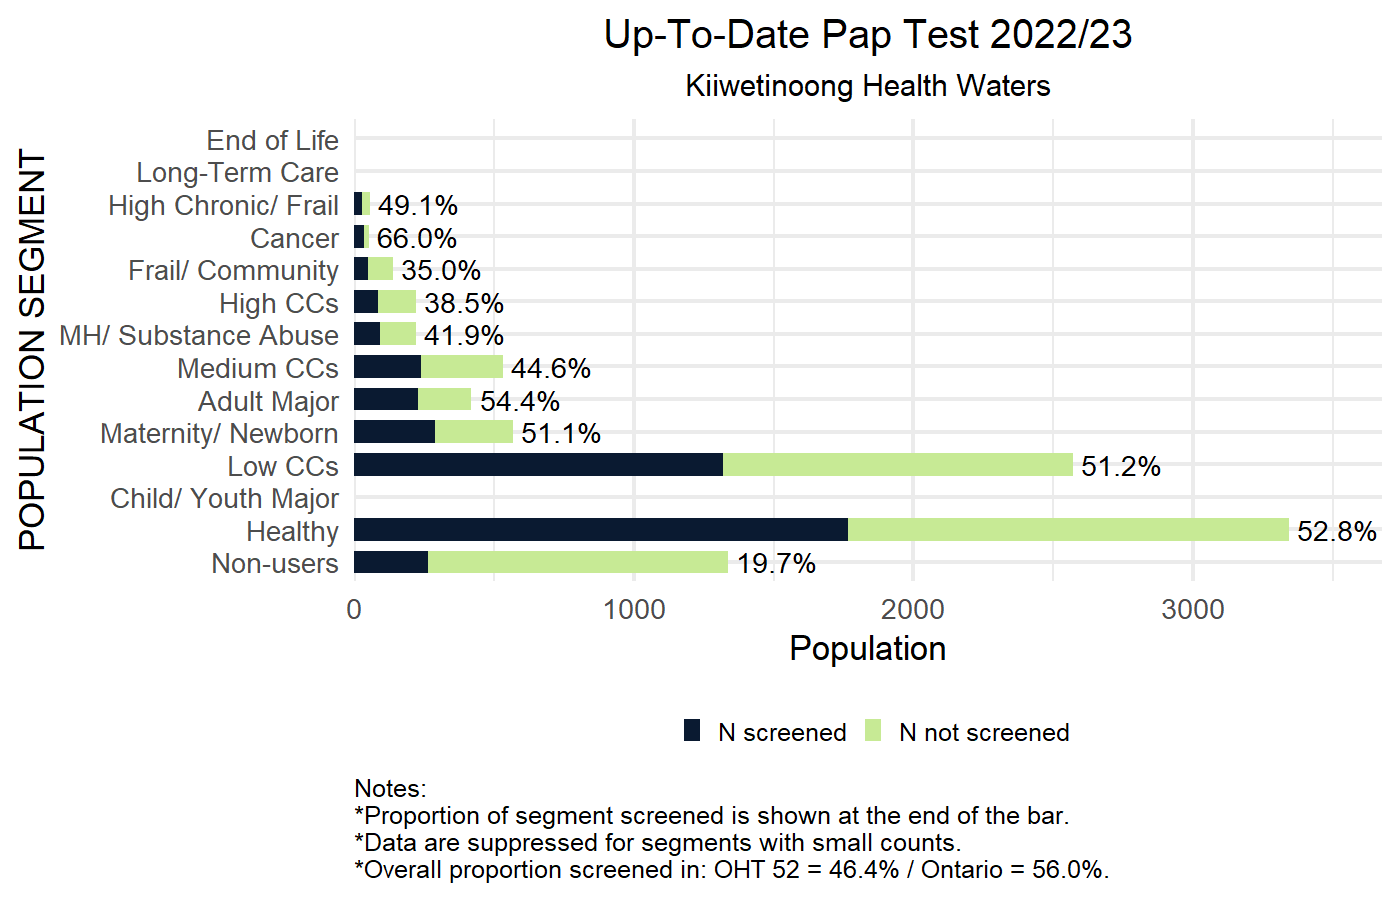 Up-To-Date Pap Test 2022/23
Kiiwetinoong Health Waters
POPULATION SEGMENT
End of Life
Long-Term Care
High Chronic/ Frail 49.1%
Cancer 66.0%
Frail/ Community 35.0%
High CCs 38.5%
MH/ Substance Abuse 41.9%
Medium CCs 44.6%
Adult Major 54.4%
Maternity/ Newborn 51.1%
Low CCs 51.2%
Child/ Youth Major
Healthy 52.8%
Non-users 19.7%
0 1000 2000 3000
Population
N screened N not screened
Notes:
*Proportion of segment screened is shown at the end of the bar.
*Data are suppressed for segments with small counts.
*Overall proportion screened in: OHT 52 = 46.4% / Ontario = 56.0%.